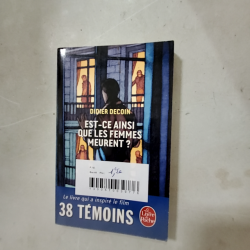 DIDIER DECOIN
EST-CE AINSI
QUE LES FEMMES
MEURENT ?
Le livre qui a inspiré le film
38 TÉMOINS
Le Livre
de Poche